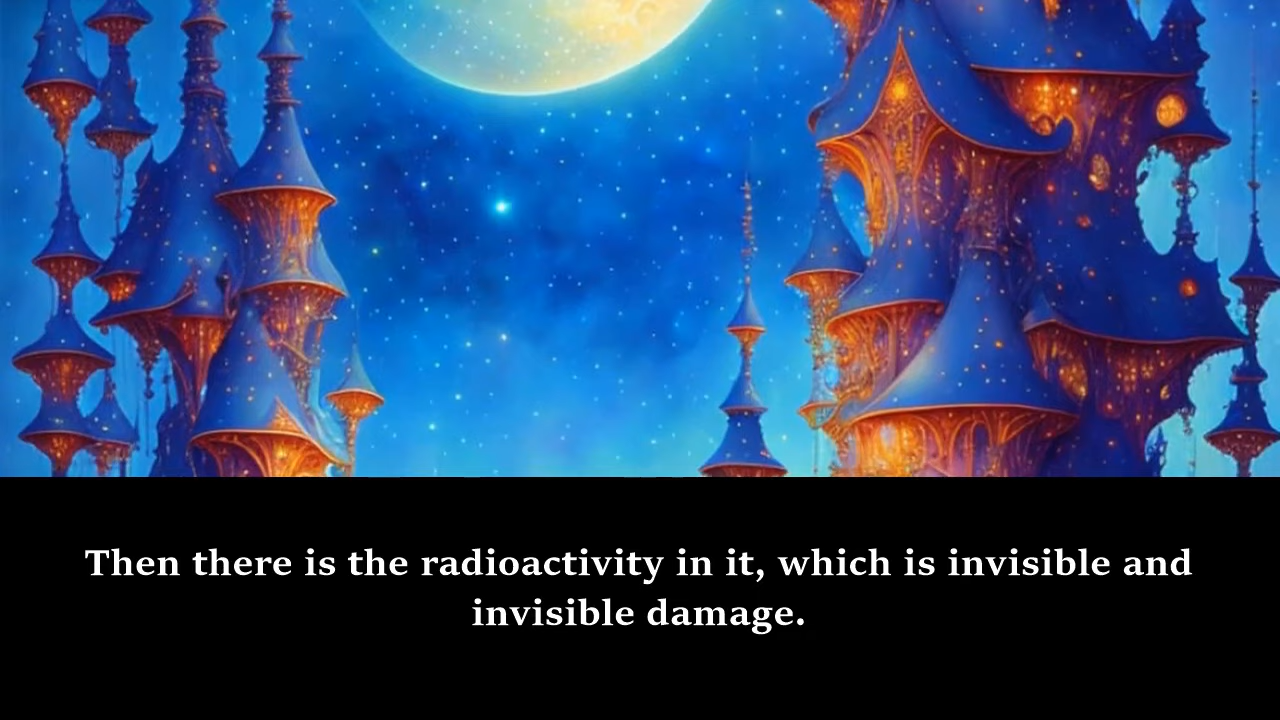 Then there is the radioactivity in it, which is invisible and
invisible damage.